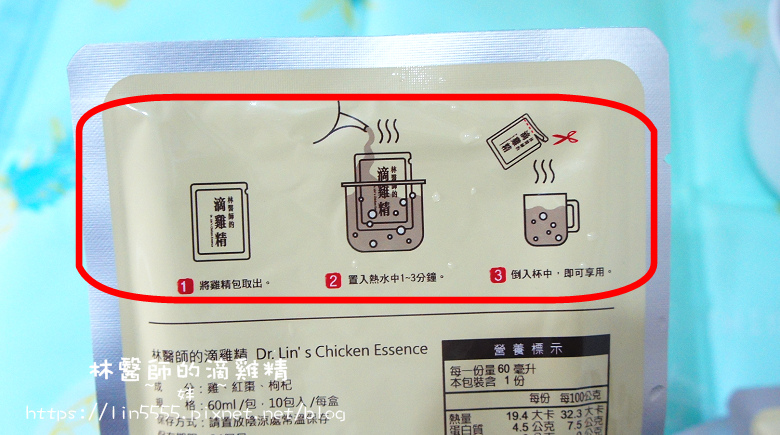 林醫師的
滴雞精
林醫師的
滴雞精
滴雞精
1 將雞精包取出。
2 置入熱水中1~3分鐘。
3 倒入杯中，即可享用。
林醫師的滴雞精 Dr. Lin's Chicken Essence
分：雞、紅棗、枸杞
格：60ml/包，10包入/每盒
保存方式：請置放陰涼處常溫保存
營養標示
每一份量60毫升
本包裝含 1份
每份 每100公克
熱量 19.4 大卡 32.3 大卡
蛋白質 4.5 公克 7.5 公克
林醫師的滴雞精
娃
https://lin5555.pixnet.net/blog